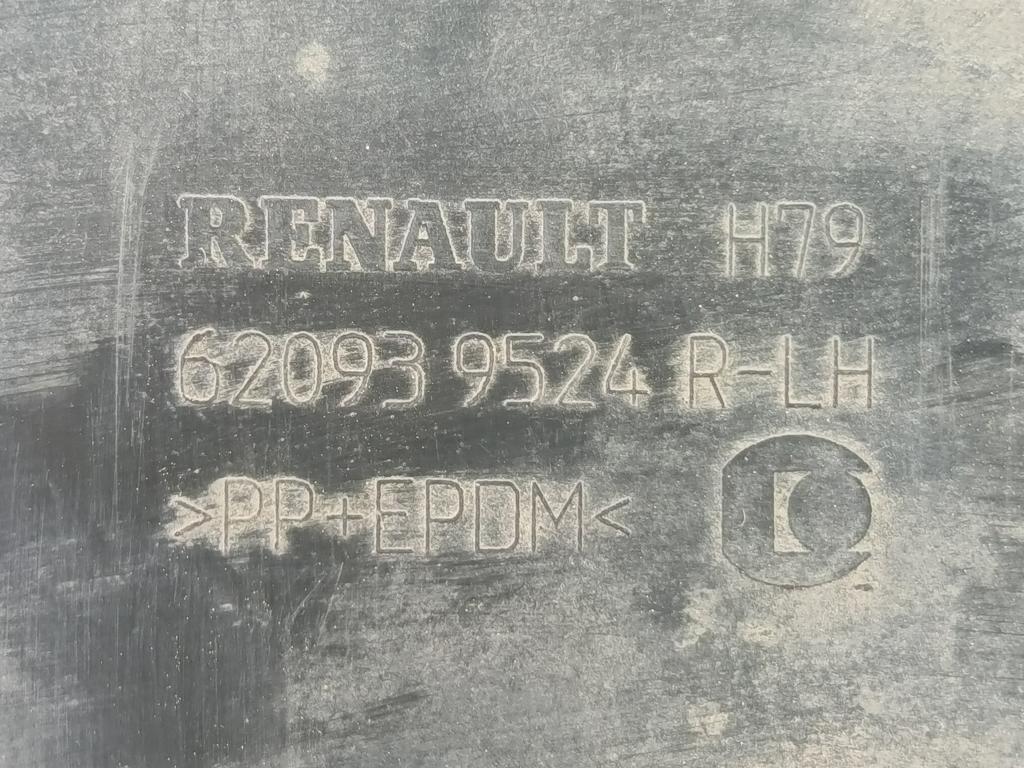 RENAULT H79
62093 9524 R-LH
>PP+EPDM<